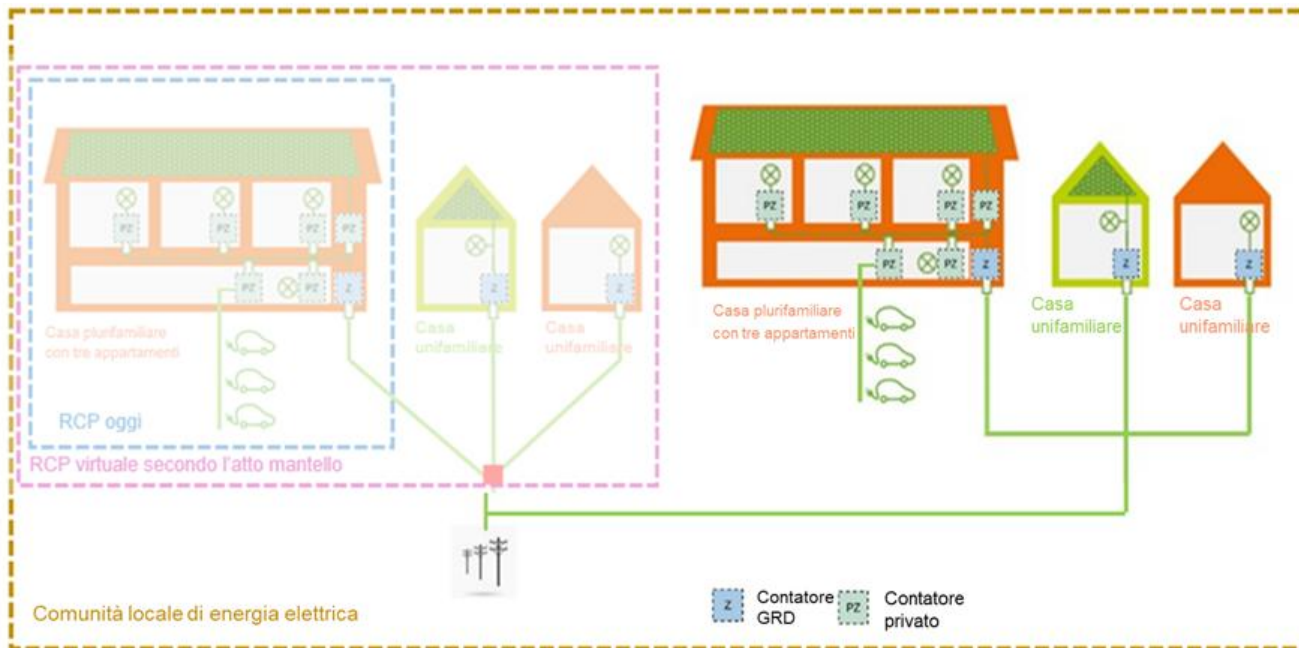 PZ
PZ
PZ
PZ
PZ
PZ
Z
Z
Z
Casa plurifamiliare
con tre appartamenti
Casa
unifamiliare
Casa
unifamiliare
RCP oggi
RCP virtuale secondo l'atto mantello
PZ
PZ
PZ
PZ
PZ
PZ
Z
Z
Z
Casa plurifamiliare
con tre appartamenti
Casa
unifamiliare
Casa
unifamiliare
Comunità locale di energia elettrica
Z
Contatore
GRD
PZ
Contatore
privato